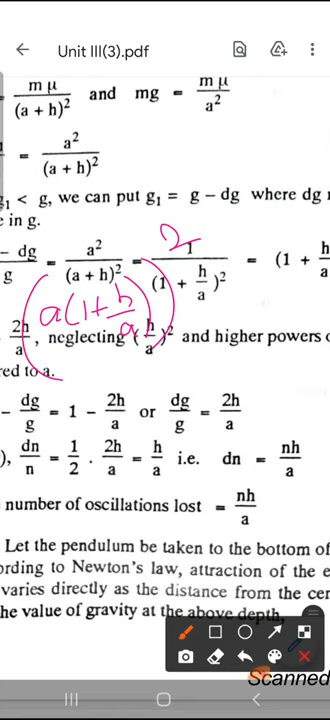 Unit III(3).pdf
= m μ / (a + h)² and mg = m μ / a²
= a² / (a + h)²
g₁ < g, we can put g₁ = g – dg where dg
e in g.
– dg / g = a² / (a + h)² = 1 / (1 + h/a)² = (1 + h/a
2
a(1+h/a)
2h/a, neglecting (h/a)² and higher powers o
red to a.
– dg/g = 1 – 2h/a or dg/g = 2h/a
), dn/n = 1/2 . 2h/a = h/a i.e. dn = nh/a
number of oscillations lost = nh/a
Let the pendulum be taken to the bottom of
ording to Newton's law, attraction of the e
varies directly as the distance from the cen
the value of gravity at the above depth,
Scanned